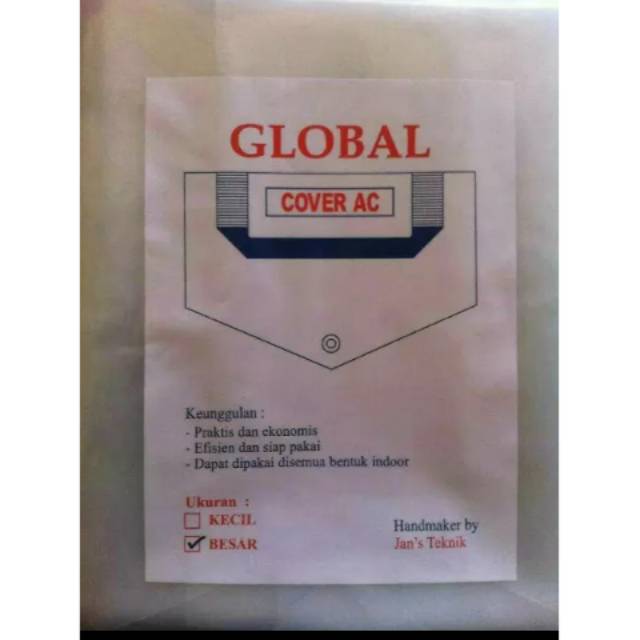 GLOBAL
COVER AC
Keunggulan :
- Praktis dan ekonomis
- Efisien dan siap pakai
- Dapat dipakai disemua bentuk indoor
Ukuran :
KECIL
BESAR
Handmaker by
Jan's Teknik